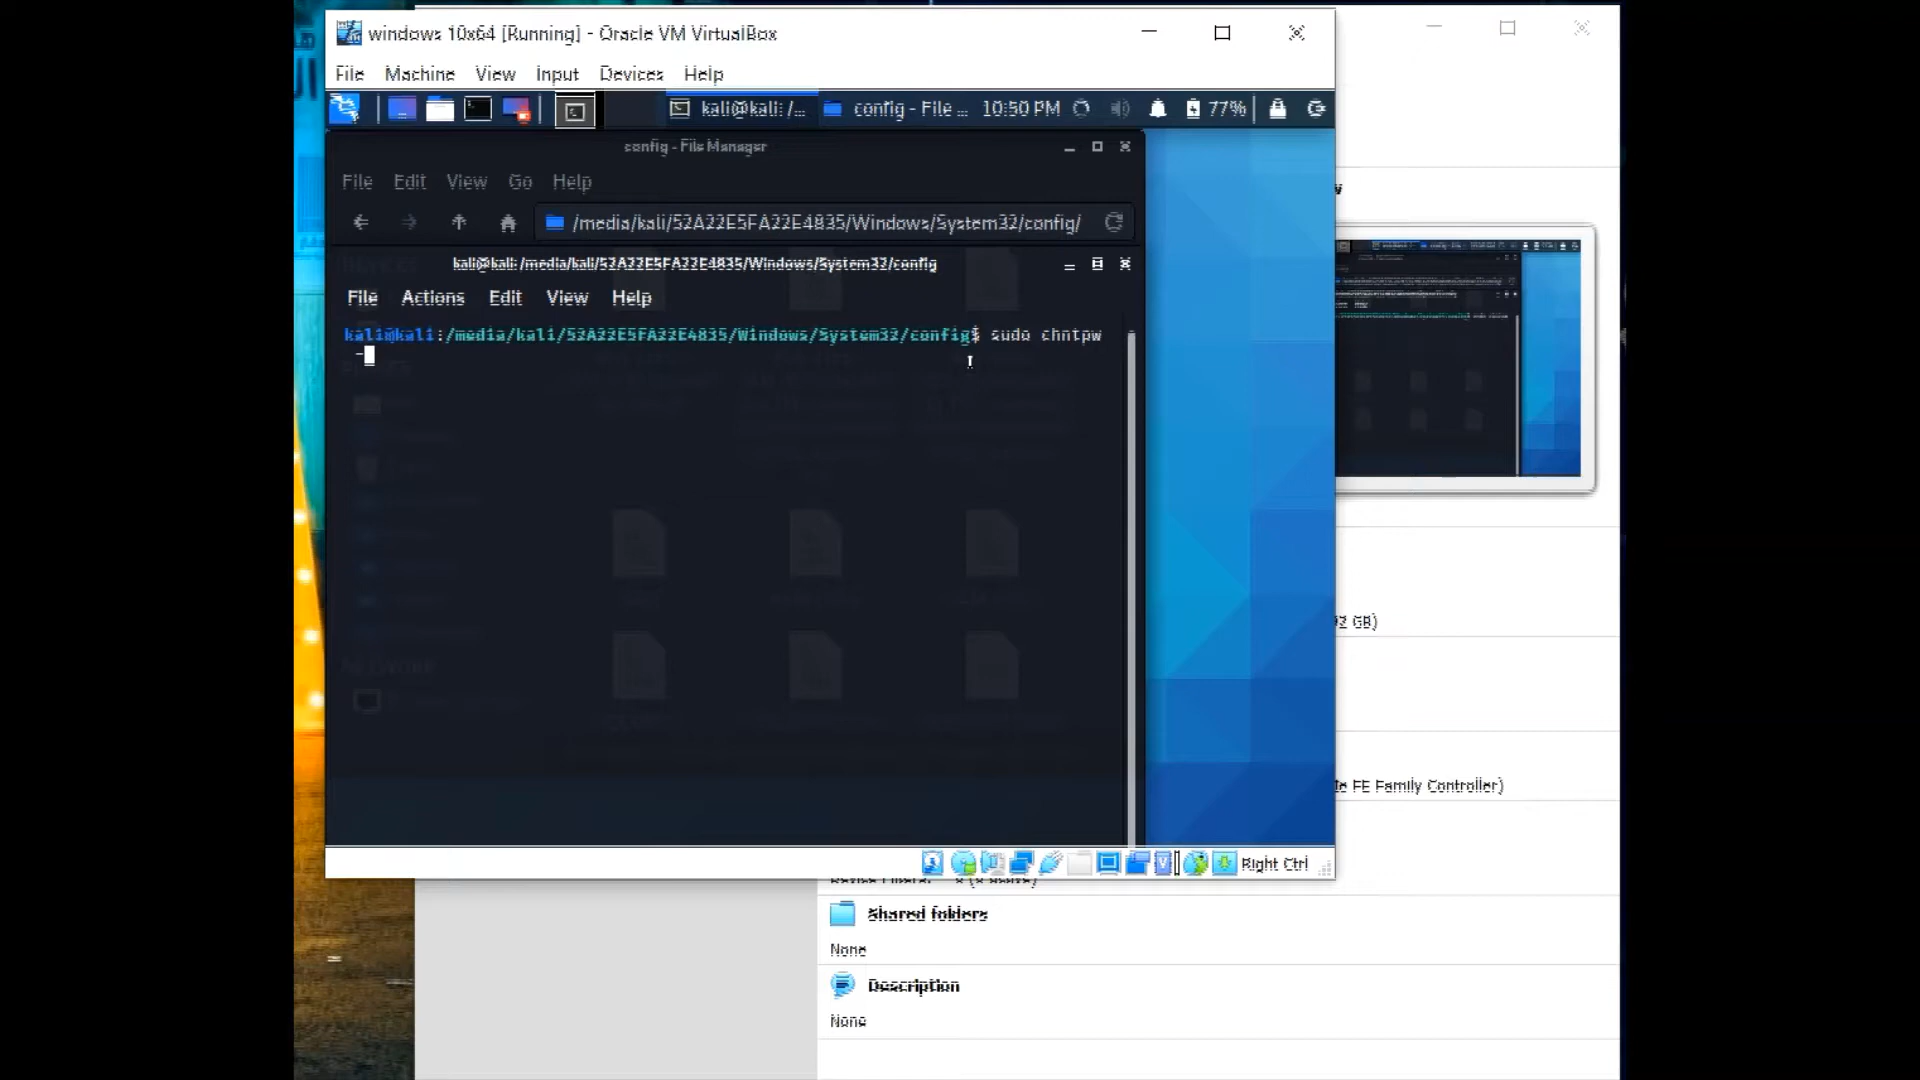 windows 10x64 [Running] - Oracle VM VirtualBox
File Machine View Input Devices Help
kali@kali: /... config - File ... 10:50 PM 77%
config - File Manager
File Edit View Go Help
/media/kali/52A22E5FA22E4835/Windows/System32/config/
kali@kali:/media/kali/52A22E5FA22E4835/Windows/System32/config
File Actions Edit View Help
kali@kali:/media/kali/52A22E5FA22E4835/Windows/System32/config$ sudo chntpw
-
FE Family Controller)
Right Ctrl
Shared folders
None
Description
None